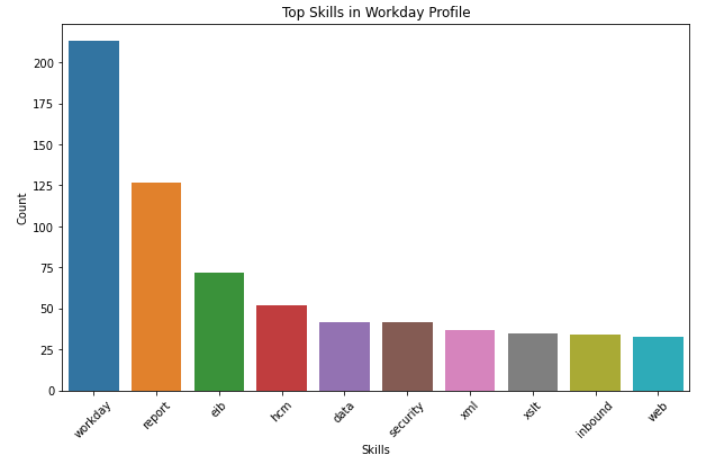 Top Skills in Workday Profile
200
175
150
125
100
75
50
25
0
Count
workday
report
eib
hcm
data
security
xml
xslt
inbound
web
Skills